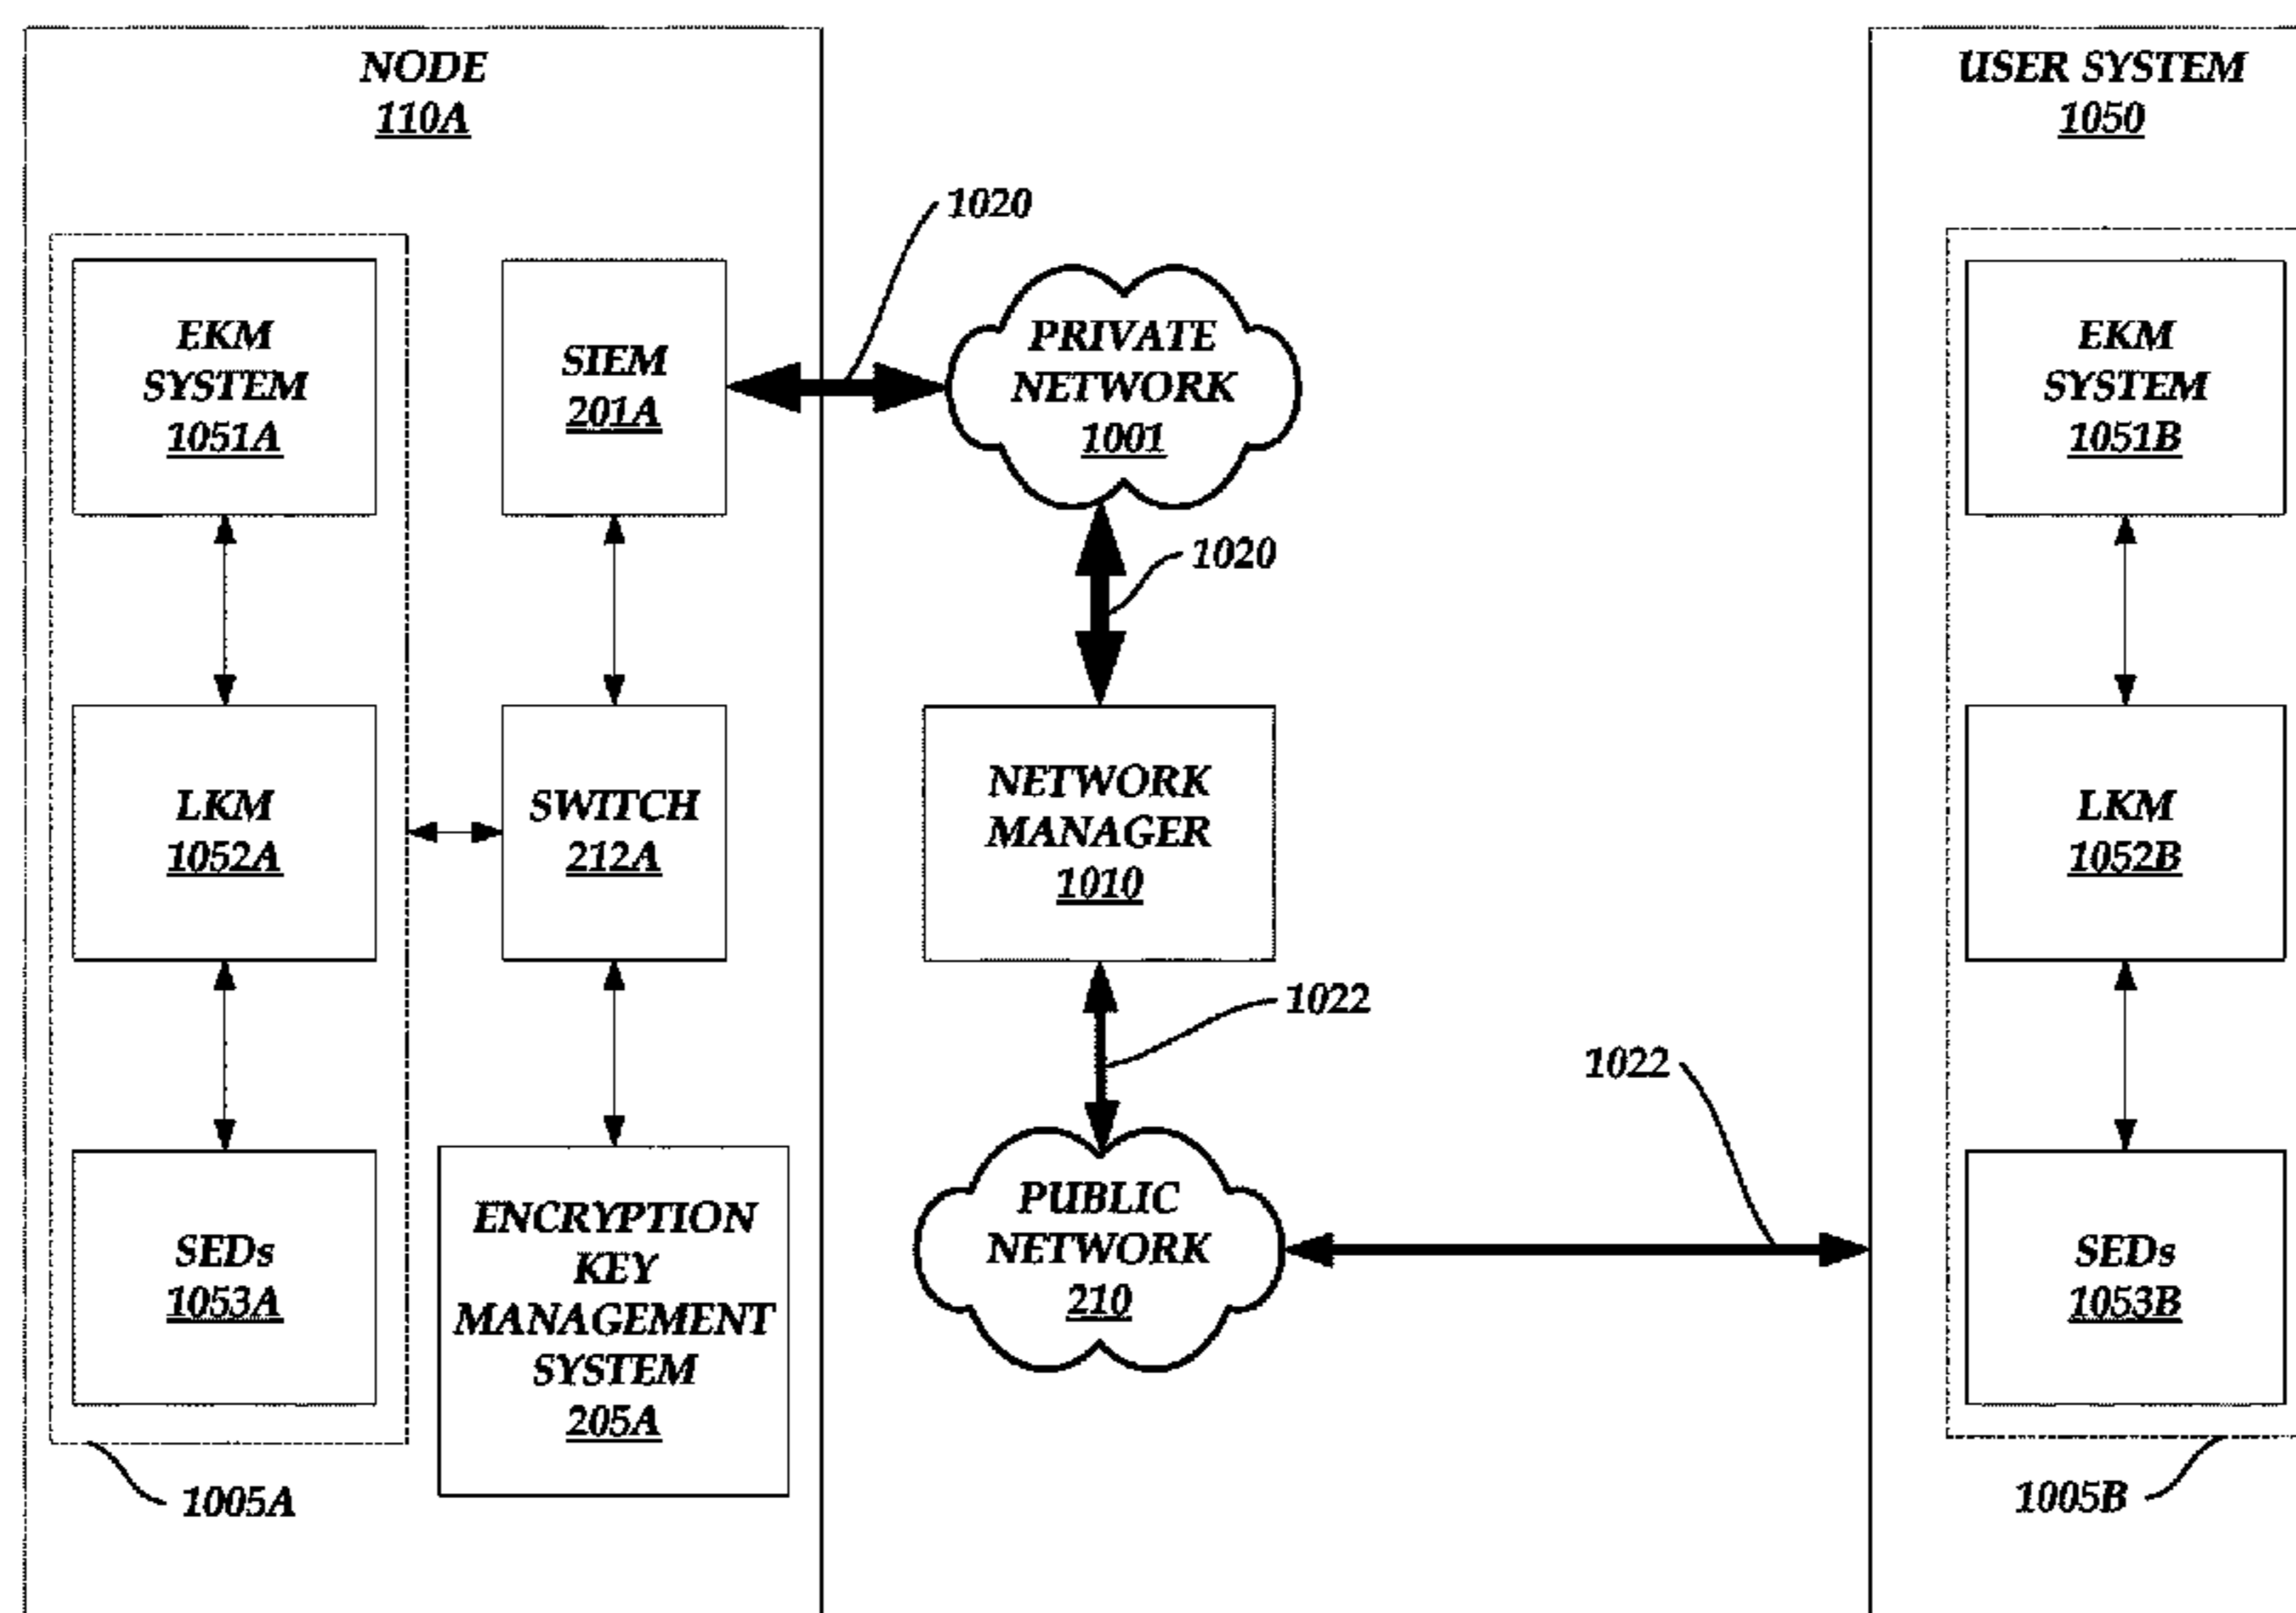 NODE
110A
USER SYSTEM
1050
1020
EKM
SYSTEM
1051A
SIEM
201A
PRIVATE
NETWORK
1001
EKM
SYSTEM
1051B
1020
LKM
1052A
SWITCH
212A
NETWORK
MANAGER
1010
LKM
1052B
1022
1022
SEDs
1053A
ENCRYPTION
KEY
MANAGEMENT
SYSTEM
205A
PUBLIC
NETWORK
210
SEDs
1053B
1005A
1005B